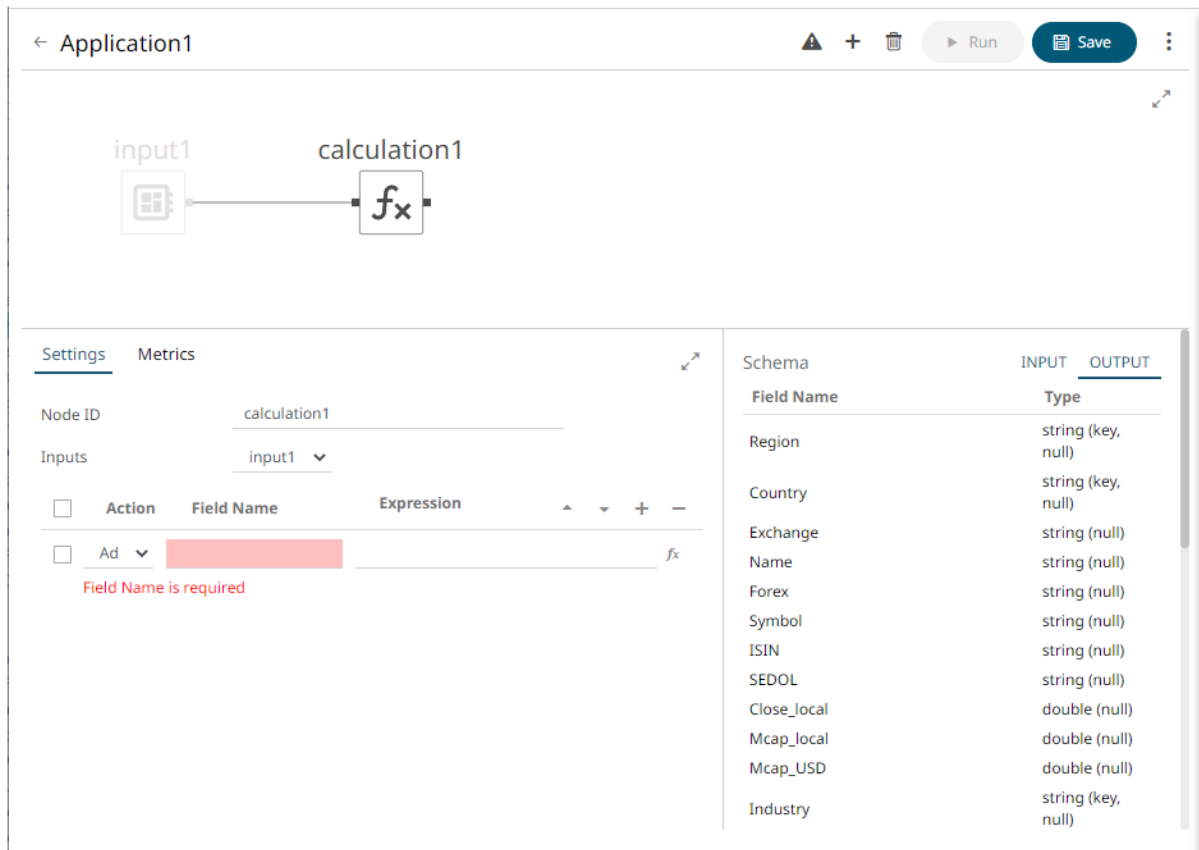 Application1
Run
Save
input1
calculation1
fx
Settings
Metrics
Node ID
calculation1
Inputs
input1
Action
Field Name
Expression
Ad
fx
Field Name is required
Schema
INPUT
OUTPUT
Field Name
Type
Region
string (key,
null)
Country
string (key,
null)
Exchange
string (null)
Name
string (null)
Forex
string (null)
Symbol
string (null)
ISIN
string (null)
SEDOL
string (null)
Close_local
double (null)
Mcap_local
double (null)
Mcap_USD
double (null)
Industry
string (key,
null)